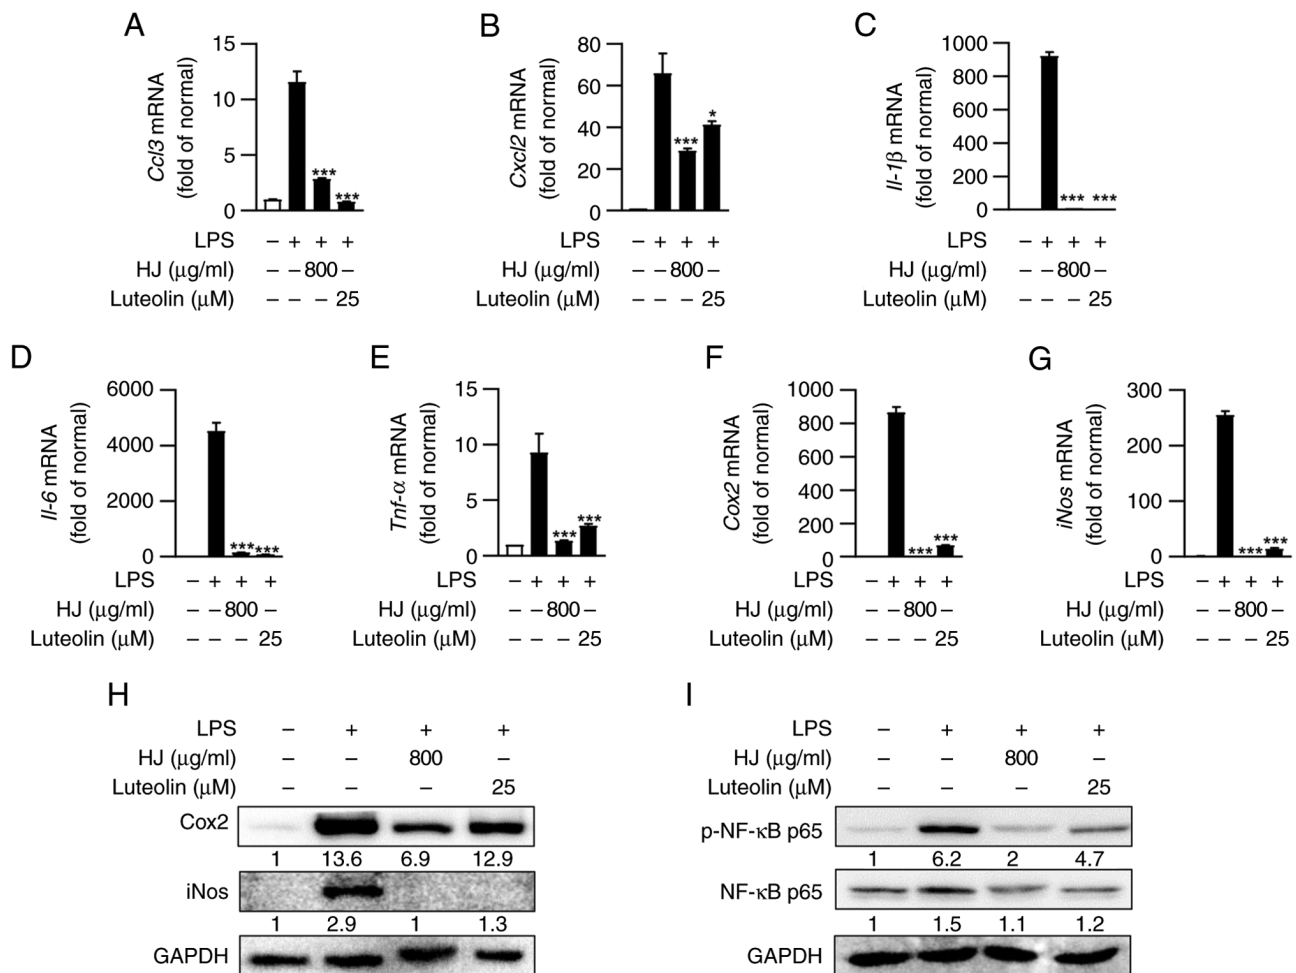 A
Ccl3 mRNA
(fold of normal)
15
10
5
0
*** ***
LPS – + + +
HJ (μg/ml) – – 800 –
Luteolin (μM) – – – 25
B
Cxcl2 mRNA
(fold of normal)
80
60
40
20
0
*** *
LPS – + + +
HJ (μg/ml) – – 800 –
Luteolin (μM) – – – 25
C
Il-1β mRNA
(fold of normal)
1000
800
600
400
200
0
*** ***
LPS – + + +
HJ (μg/ml) – – 800 –
Luteolin (μM) – – – 25
D
Il-6 mRNA
(fold of normal)
6000
4000
2000
0
*** ***
LPS – + + +
HJ (μg/ml) – – 800 –
Luteolin (μM) – – – 25
E
Tnf-α mRNA
(fold of normal)
15
10
5
0
*** ***
LPS – + + +
HJ (μg/ml) – – 800 –
Luteolin (μM) – – – 25
F
Cox2 mRNA
(fold of normal)
1000
800
600
400
200
0
*** ***
LPS – + + +
HJ (μg/ml) – – 800 –
Luteolin (μM) – – – 25
G
iNos mRNA
(fold of normal)
300
200
100
0
*** ***
LPS – + + +
HJ (μg/ml) – – 800 –
Luteolin (μM) – – – 25
H
LPS – + + +
HJ (μg/ml) – – 800 –
Luteolin (μM) – – – 25
Cox2
1 13.6 6.9 12.9
iNos
1 2.9 1 1.3
GAPDH
I
LPS – + + +
HJ (μg/ml) – – 800 –
Luteolin (μM) – – – 25
p-NF-κB p65
1 6.2 2 4.7
NF-κB p65
1 1.5 1.1 1.2
GAPDH